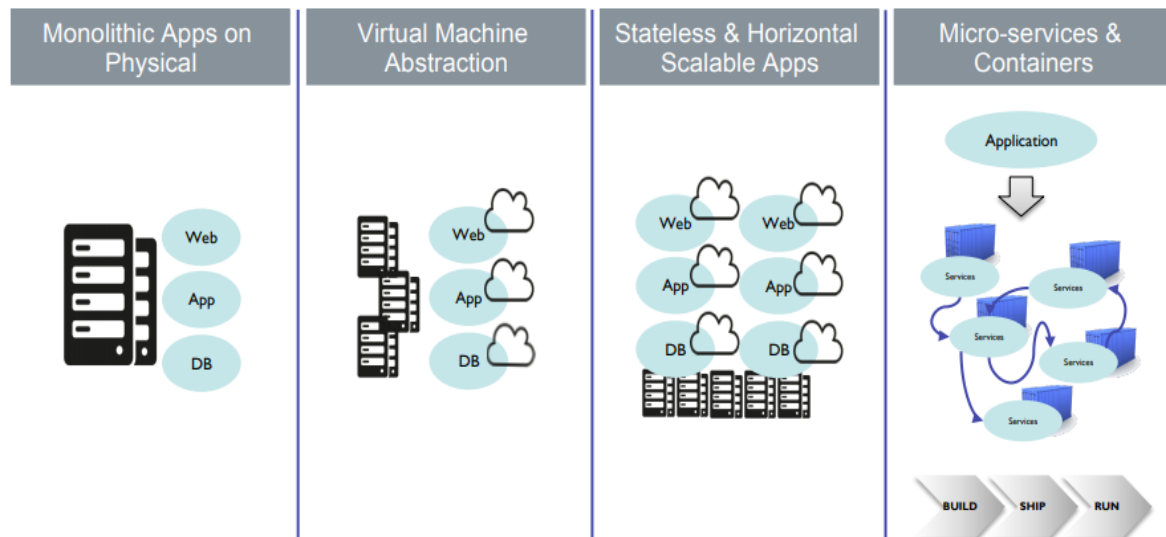 Monolithic Apps on
Physical
Web
App
DB
Virtual Machine
Abstraction
Web
App
DB
Stateless & Horizontal
Scalable Apps
Web
Web
App
App
DB
DB
Micro-services &
Containers
Application
Services
Services
Services
Services
Services
BUILD
SHIP
RUN